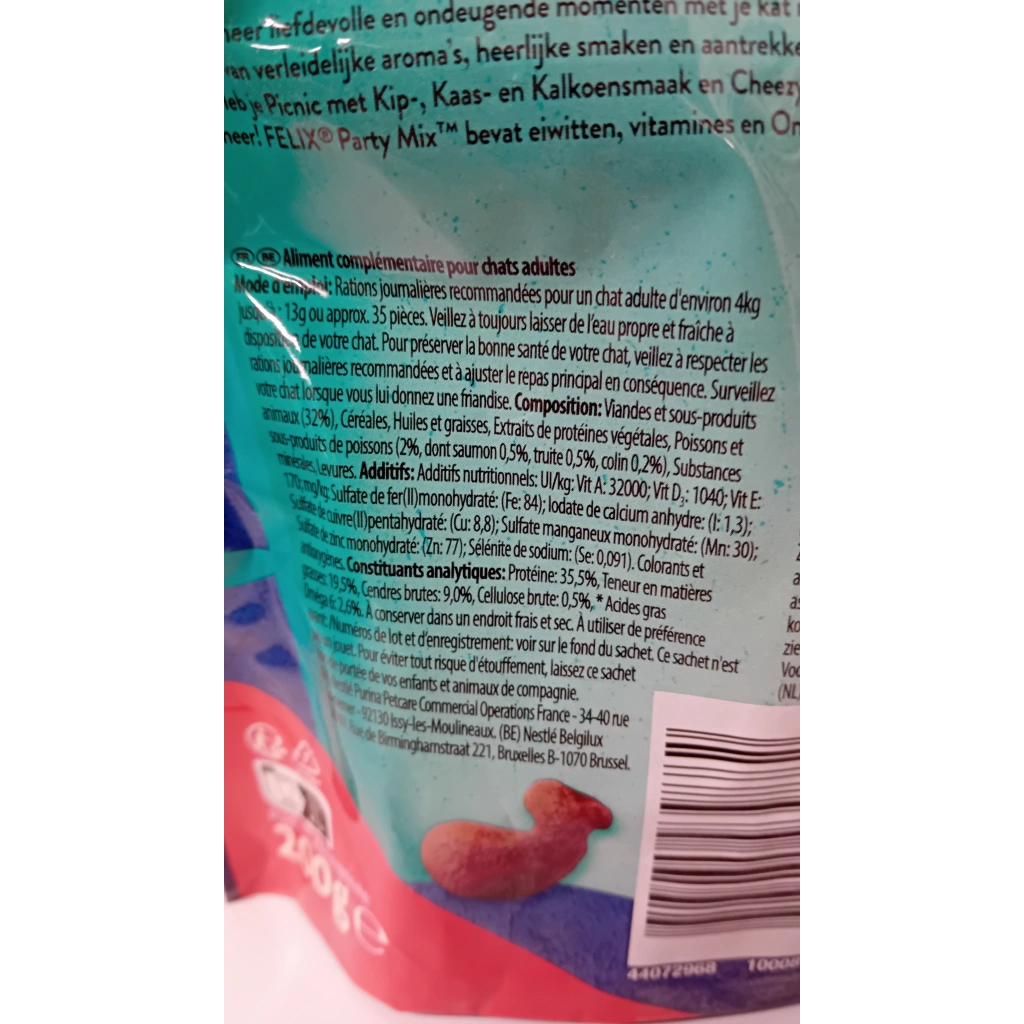 neer liefdevolle en ondeugende momenten met je kat
van verleidelijke aroma's, heerlijke smaken en aantrekke
eb je Picnic met Kip-, Kaas- en Kalkoensmaak en Cheezy
neer! FELIX® Party Mix™ bevat eiwitten, vitamines en Om
FR BE Aliment complémentaire pour chats adultes
Mode d'emploi: Rations journalières recommandées pour un chat adulte d'environ 4kg
jusqu'à : 13g ou approx. 35 pièces. Veillez à toujours laisser de l'eau propre et fraîche à
disposition de votre chat. Pour préserver la bonne santé de votre chat, veillez à respecter les
rations journalières recommandées et à ajuster le repas principal en conséquence. Surveillez
votre chat lorsque vous lui donnez une friandise. Composition: Viandes et sous-produits
animaux (32%), Céréales, Huiles et graisses, Extraits de protéines végétales, Poissons et
sous-produits de poissons (2%, dont saumon 0,5%, truite 0,5%, colin 0,2%), Substances
minérales, Levures. Additifs: Additifs nutritionnels: UI/kg: Vit A: 32000; Vit D₃: 1040; Vit E:
170; mg/kg: Sulfate de fer(II)monohydraté: (Fe: 84); Iodate de calcium anhydre: (I: 1,3);
Sulfate de cuivre(II)pentahydraté: (Cu: 8,8); Sulfate manganeux monohydraté: (Mn: 30);
Sulfate de zinc monohydraté: (Zn: 77); Sélénite de sodium: (Se: 0,091). Colorants et
antioxygènes. Constituants analytiques: Protéine: 35,5%, Teneur en matières
grasses: 19,5%, Cendres brutes: 9,0%, Cellulose brute: 0,5%, * Acides gras
Oméga 6: 2,6%. A conserver dans un endroit frais et sec. À utiliser de préférence
avant: /Numéros de lot et d'enregistrement: voir sur le fond du sachet. Ce sachet n'est
pas un jouet. Pour éviter tout risque d'étouffement, laissez ce sachet
portée de vos enfants et animaux de compagnie.
Nestlé Purina Petcare Commercial Operations France - 34-40 rue
- 92130 Issy-les-Moulineaux. (BE) Nestlé Belgilux
Rue de Birminghamstraat 221, Bruxelles B-1070 Brussel.
a
as
ko
zie
Voo
(NL
200g e
44072968 10008